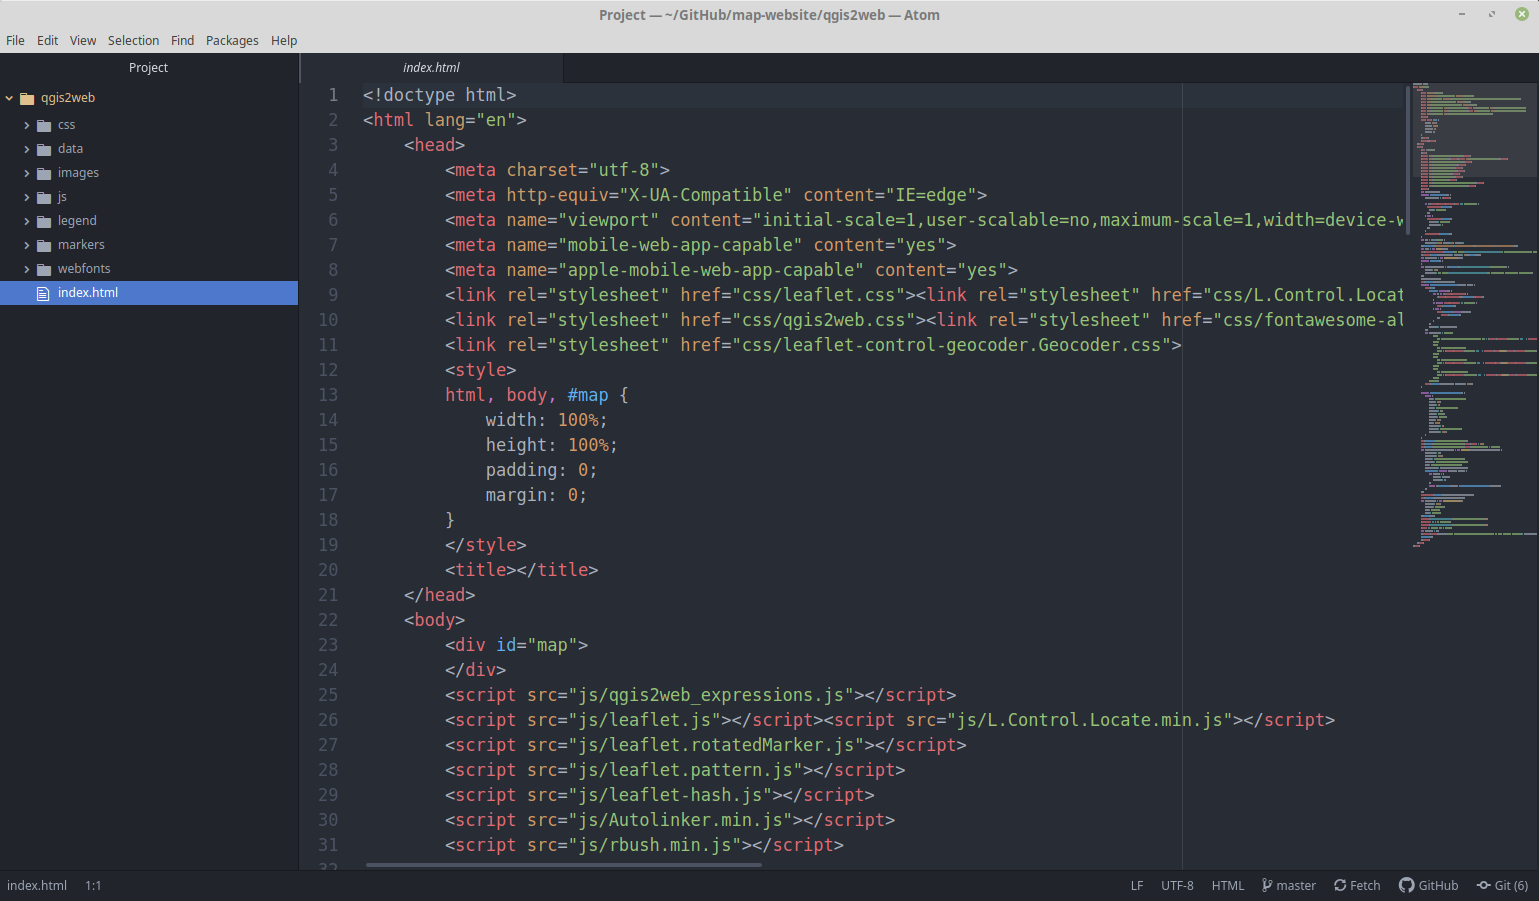 Project — ~/GitHub/map-website/qgis2web — Atom
File Edit View Selection Find Packages Help
Project
index.html
qgis2web
css
data
images
js
legend
markers
webfonts
index.html
1 <!doctype html>
2 <html lang="en">
3 <head>
4 <meta charset="utf-8">
5 <meta http-equiv="X-UA-Compatible" content="IE=edge">
6 <meta name="viewport" content="initial-scale=1,user-scalable=no,maximum-scale=1,width=device-w
7 <meta name="mobile-web-app-capable" content="yes">
8 <meta name="apple-mobile-web-app-capable" content="yes">
9 <link rel="stylesheet" href="css/leaflet.css"><link rel="stylesheet" href="css/L.Control.Locat
10 <link rel="stylesheet" href="css/qgis2web.css"><link rel="stylesheet" href="css/fontawesome-al
11 <link rel="stylesheet" href="css/leaflet-control-geocoder.Geocoder.css">
12 <style>
13 html, body, #map {
14 width: 100%;
15 height: 100%;
16 padding: 0;
17 margin: 0;
18 }
19 </style>
20 <title></title>
21 </head>
22 <body>
23 <div id="map">
24 </div>
25 <script src="js/qgis2web_expressions.js"></script>
26 <script src="js/leaflet.js"></script><script src="js/L.Control.Locate.min.js"></script>
27 <script src="js/leaflet.rotatedMarker.js"></script>
28 <script src="js/leaflet.pattern.js"></script>
29 <script src="js/leaflet-hash.js"></script>
30 <script src="js/Autolinker.min.js"></script>
31 <script src="js/rbush.min.js"></script>
32
index.html 1:1 LF UTF-8 HTML master Fetch GitHub Git (6)